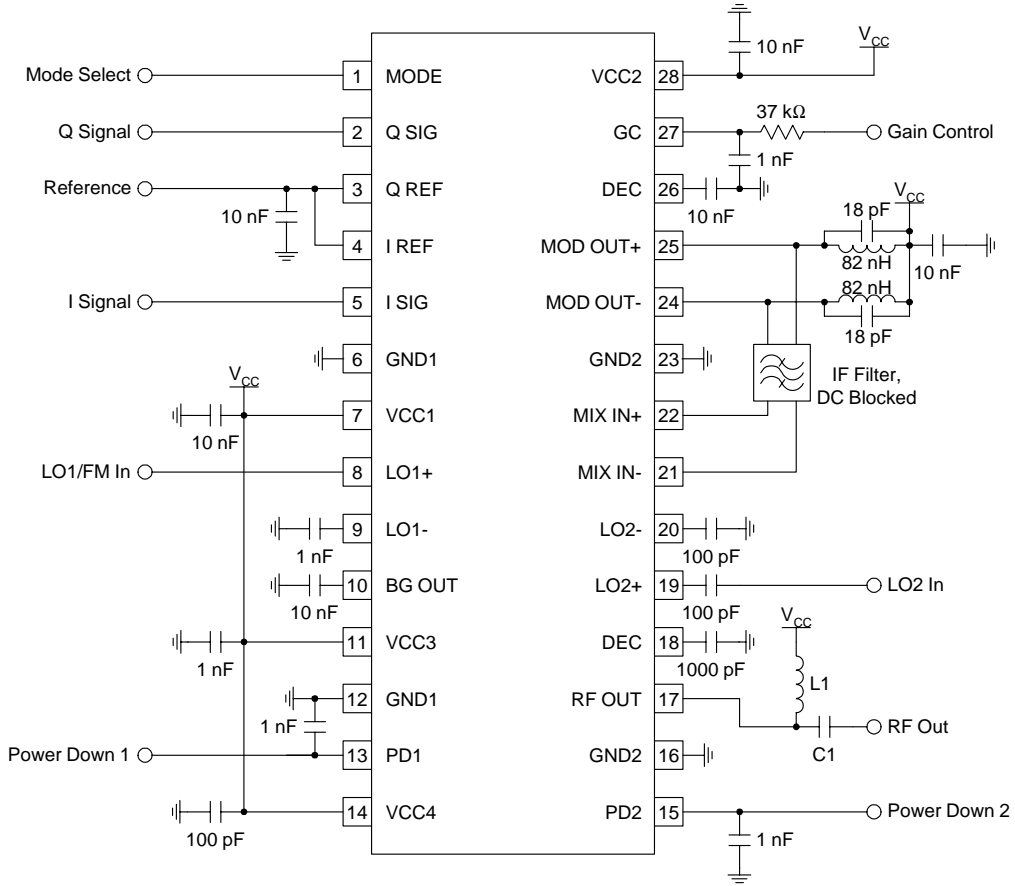 10 nF
V_CC
Mode Select
1
MODE
VCC2
28
Q Signal
2
Q SIG
GC
27
37 kΩ
Gain Control
1 nF
Reference
3
Q REF
DEC
26
10 nF
V_CC
18 pF
10 nF
4
I REF
MOD OUT+
25
82 nH
10 nF
82 nH
I Signal
5
I SIG
MOD OUT-
24
18 pF
6
GND1
GND2
23
IF Filter,
DC Blocked
V_CC
7
VCC1
MIX IN+
22
10 nF
LO1/FM In
8
LO1+
MIX IN-
21
9
LO1-
LO2-
20
1 nF
100 pF
10
BG OUT
LO2+
19
LO2 In
10 nF
100 pF
V_CC
11
VCC3
DEC
18
1 nF
1000 pF
L1
12
GND1
RF OUT
17
1 nF
RF Out
C1
Power Down 1
13
PD1
GND2
16
14
VCC4
PD2
15
Power Down 2
100 pF
1 nF